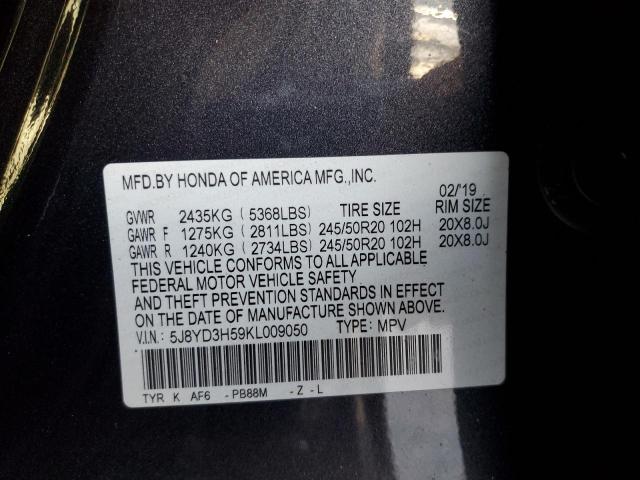 MFD.BY HONDA OF AMERICA MFG.,INC.
02/'19
GVWR 2435KG ( 5368LBS) TIRE SIZE RIM SIZE
GAWR F 1275KG ( 2811LBS) 245/50R20 102H 20X8.0J
GAWR R 1240KG ( 2734LBS) 245/50R20 102H 20X8.0J
THIS VEHICLE CONFORMS TO ALL APPLICABLE
FEDERAL MOTOR VEHICLE SAFETY
AND THEFT PREVENTION STANDARDS IN EFFECT
ON THE DATE OF MANUFACTURE SHOWN ABOVE.
V.I.N.: 5J8YD3H59KL009050 TYPE: MPV
TYR K AF6 - PB88M - Z - L